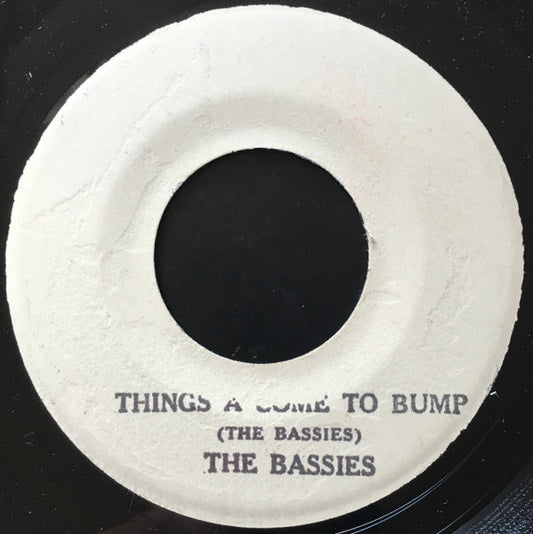 THINGS A COME TO BUMP
(THE BASSIES)
THE BASSIES